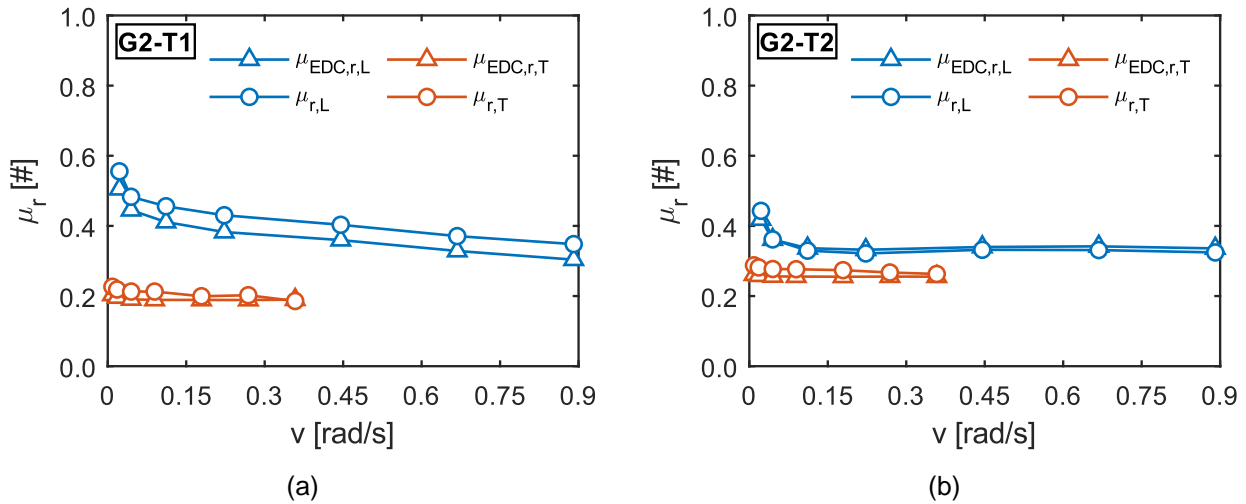 G2-T1
μEDC,r,L
μEDC,r,T
μr,L
μr,T
1.0
0.8
0.6
0.4
0.2
0.0
μr [#]
0 0.15 0.3 0.45 0.6 0.75 0.9
v [rad/s]
(a)
G2-T2
μEDC,r,L
μEDC,r,T
μr,L
μr,T
1.0
0.8
0.6
0.4
0.2
0.0
μr [#]
0 0.15 0.3 0.45 0.6 0.75 0.9
v [rad/s]
(b)